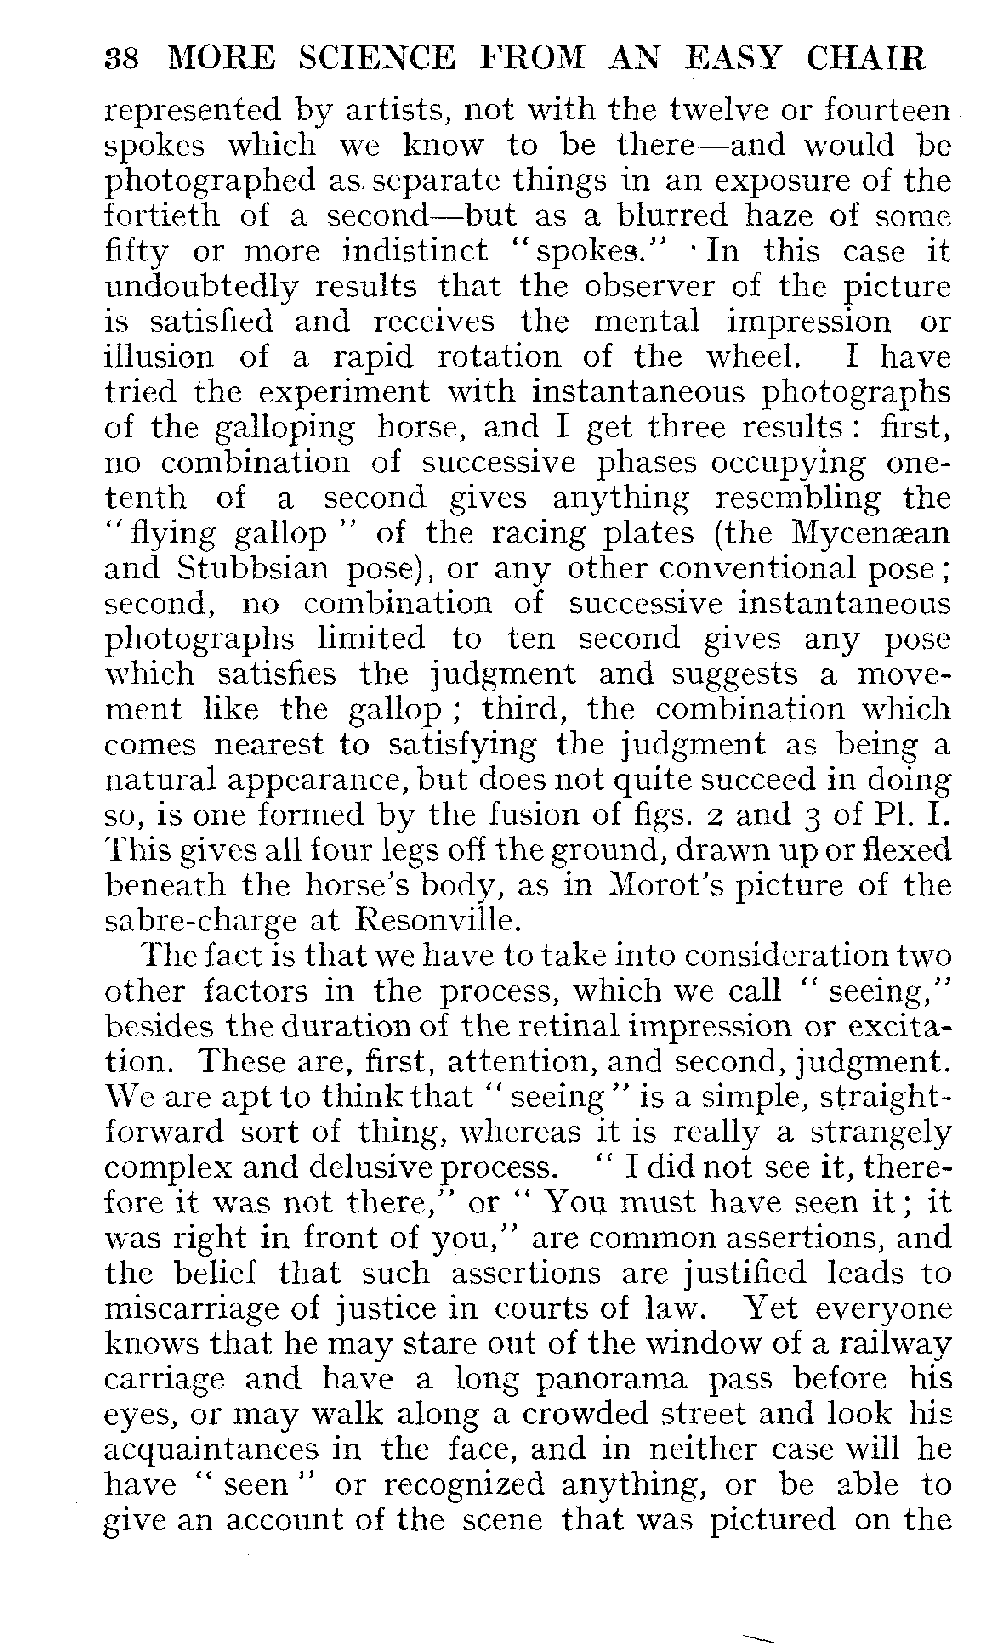 38 MORE SCIENCE FROM AN EASY CHAIR
represented by artists, not with the twelve or fourteen
spokes which we know to be there—and would be
photographed as separate things in an exposure of the
fortieth of a second—but as a blurred haze of some
fifty or more indistinct “spokes.” In this case it
undoubtedly results that the observer of the picture
is satisfied and receives the mental impression or
illusion of a rapid rotation of the wheel. I have
tried the experiment with instantaneous photographs
of the galloping horse, and I get three results: first,
no combination of successive phases occupying one-
tenth of a second gives anything resembling the
“flying gallop” of the racing plates (the Mycenæan
and Stubbsian pose), or any other conventional pose;
second, no combination of successive instantaneous
photographs limited to ten second gives any pose
which satisfies the judgment and suggests a move-
ment like the gallop; third, the combination which
comes nearest to satisfying the judgment as being a
natural appearance, but does not quite succeed in doing
so, is one formed by the fusion of figs. 2 and 3 of Pl. I.
This gives all four legs off the ground, drawn up or flexed
beneath the horse's body, as in Morot's picture of the
sabre-charge at Resonville.
The fact is that we have to take into consideration two
other factors in the process, which we call “seeing,”
besides the duration of the retinal impression or excita-
tion. These are, first, attention, and second, judgment.
We are apt to think that “seeing” is a simple, straight-
forward sort of thing, whereas it is really a strangely
complex and delusive process. “I did not see it, there-
fore it was not there,” or “You must have seen it; it
was right in front of you,” are common assertions, and
the belief that such assertions are justified leads to
miscarriage of justice in courts of law. Yet everyone
knows that he may stare out of the window of a railway
carriage and have a long panorama pass before his
eyes, or may walk along a crowded street and look his
acquaintances in the face, and in neither case will he
have “seen” or recognized anything, or be able to
give an account of the scene that was pictured on the